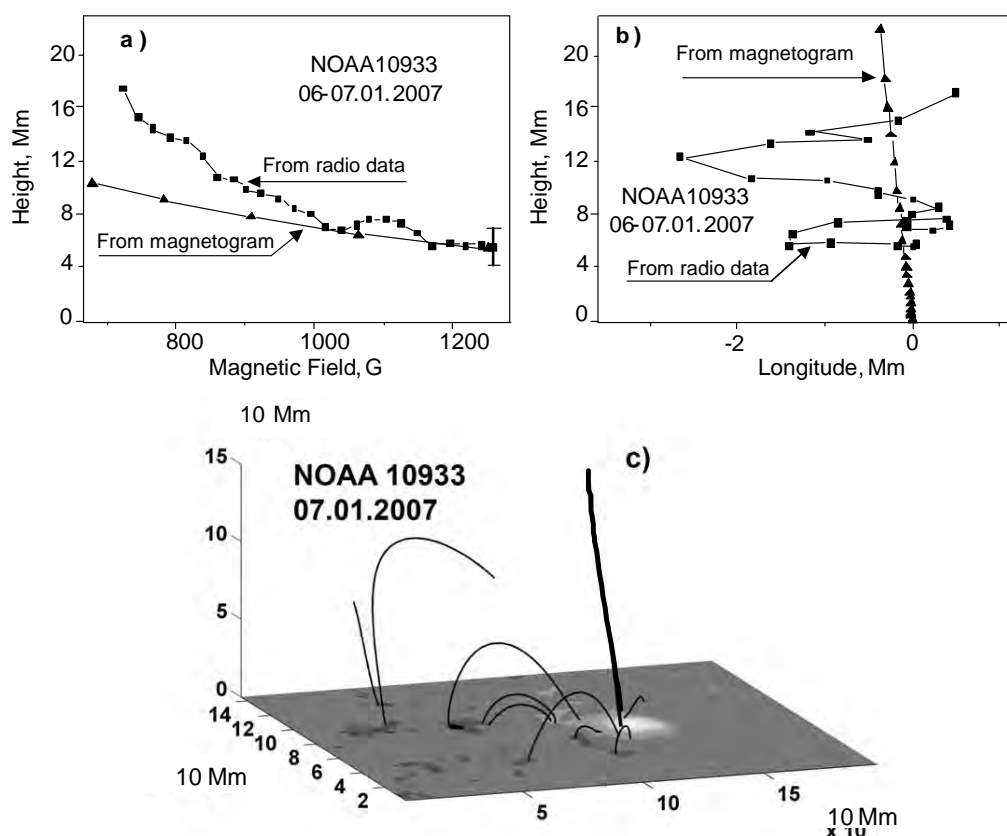 a)
NOAA10933
06-07.01.2007
From radio data
From magnetogram
Height, Mm
20
16
12
8
4
0
800
1000
1200
Magnetic Field, G
b)
From magnetogram
NOAA10933
06-07.01.2007
From radio data
Height, Mm
20
16
12
8
4
0
-2
0
Longitude, Mm
10 Mm
c)
NOAA 10933
07.01.2007
15
10
5
0
14
12
10
8
6
4
2
10 Mm
5
10
15
10 Mm
x 10